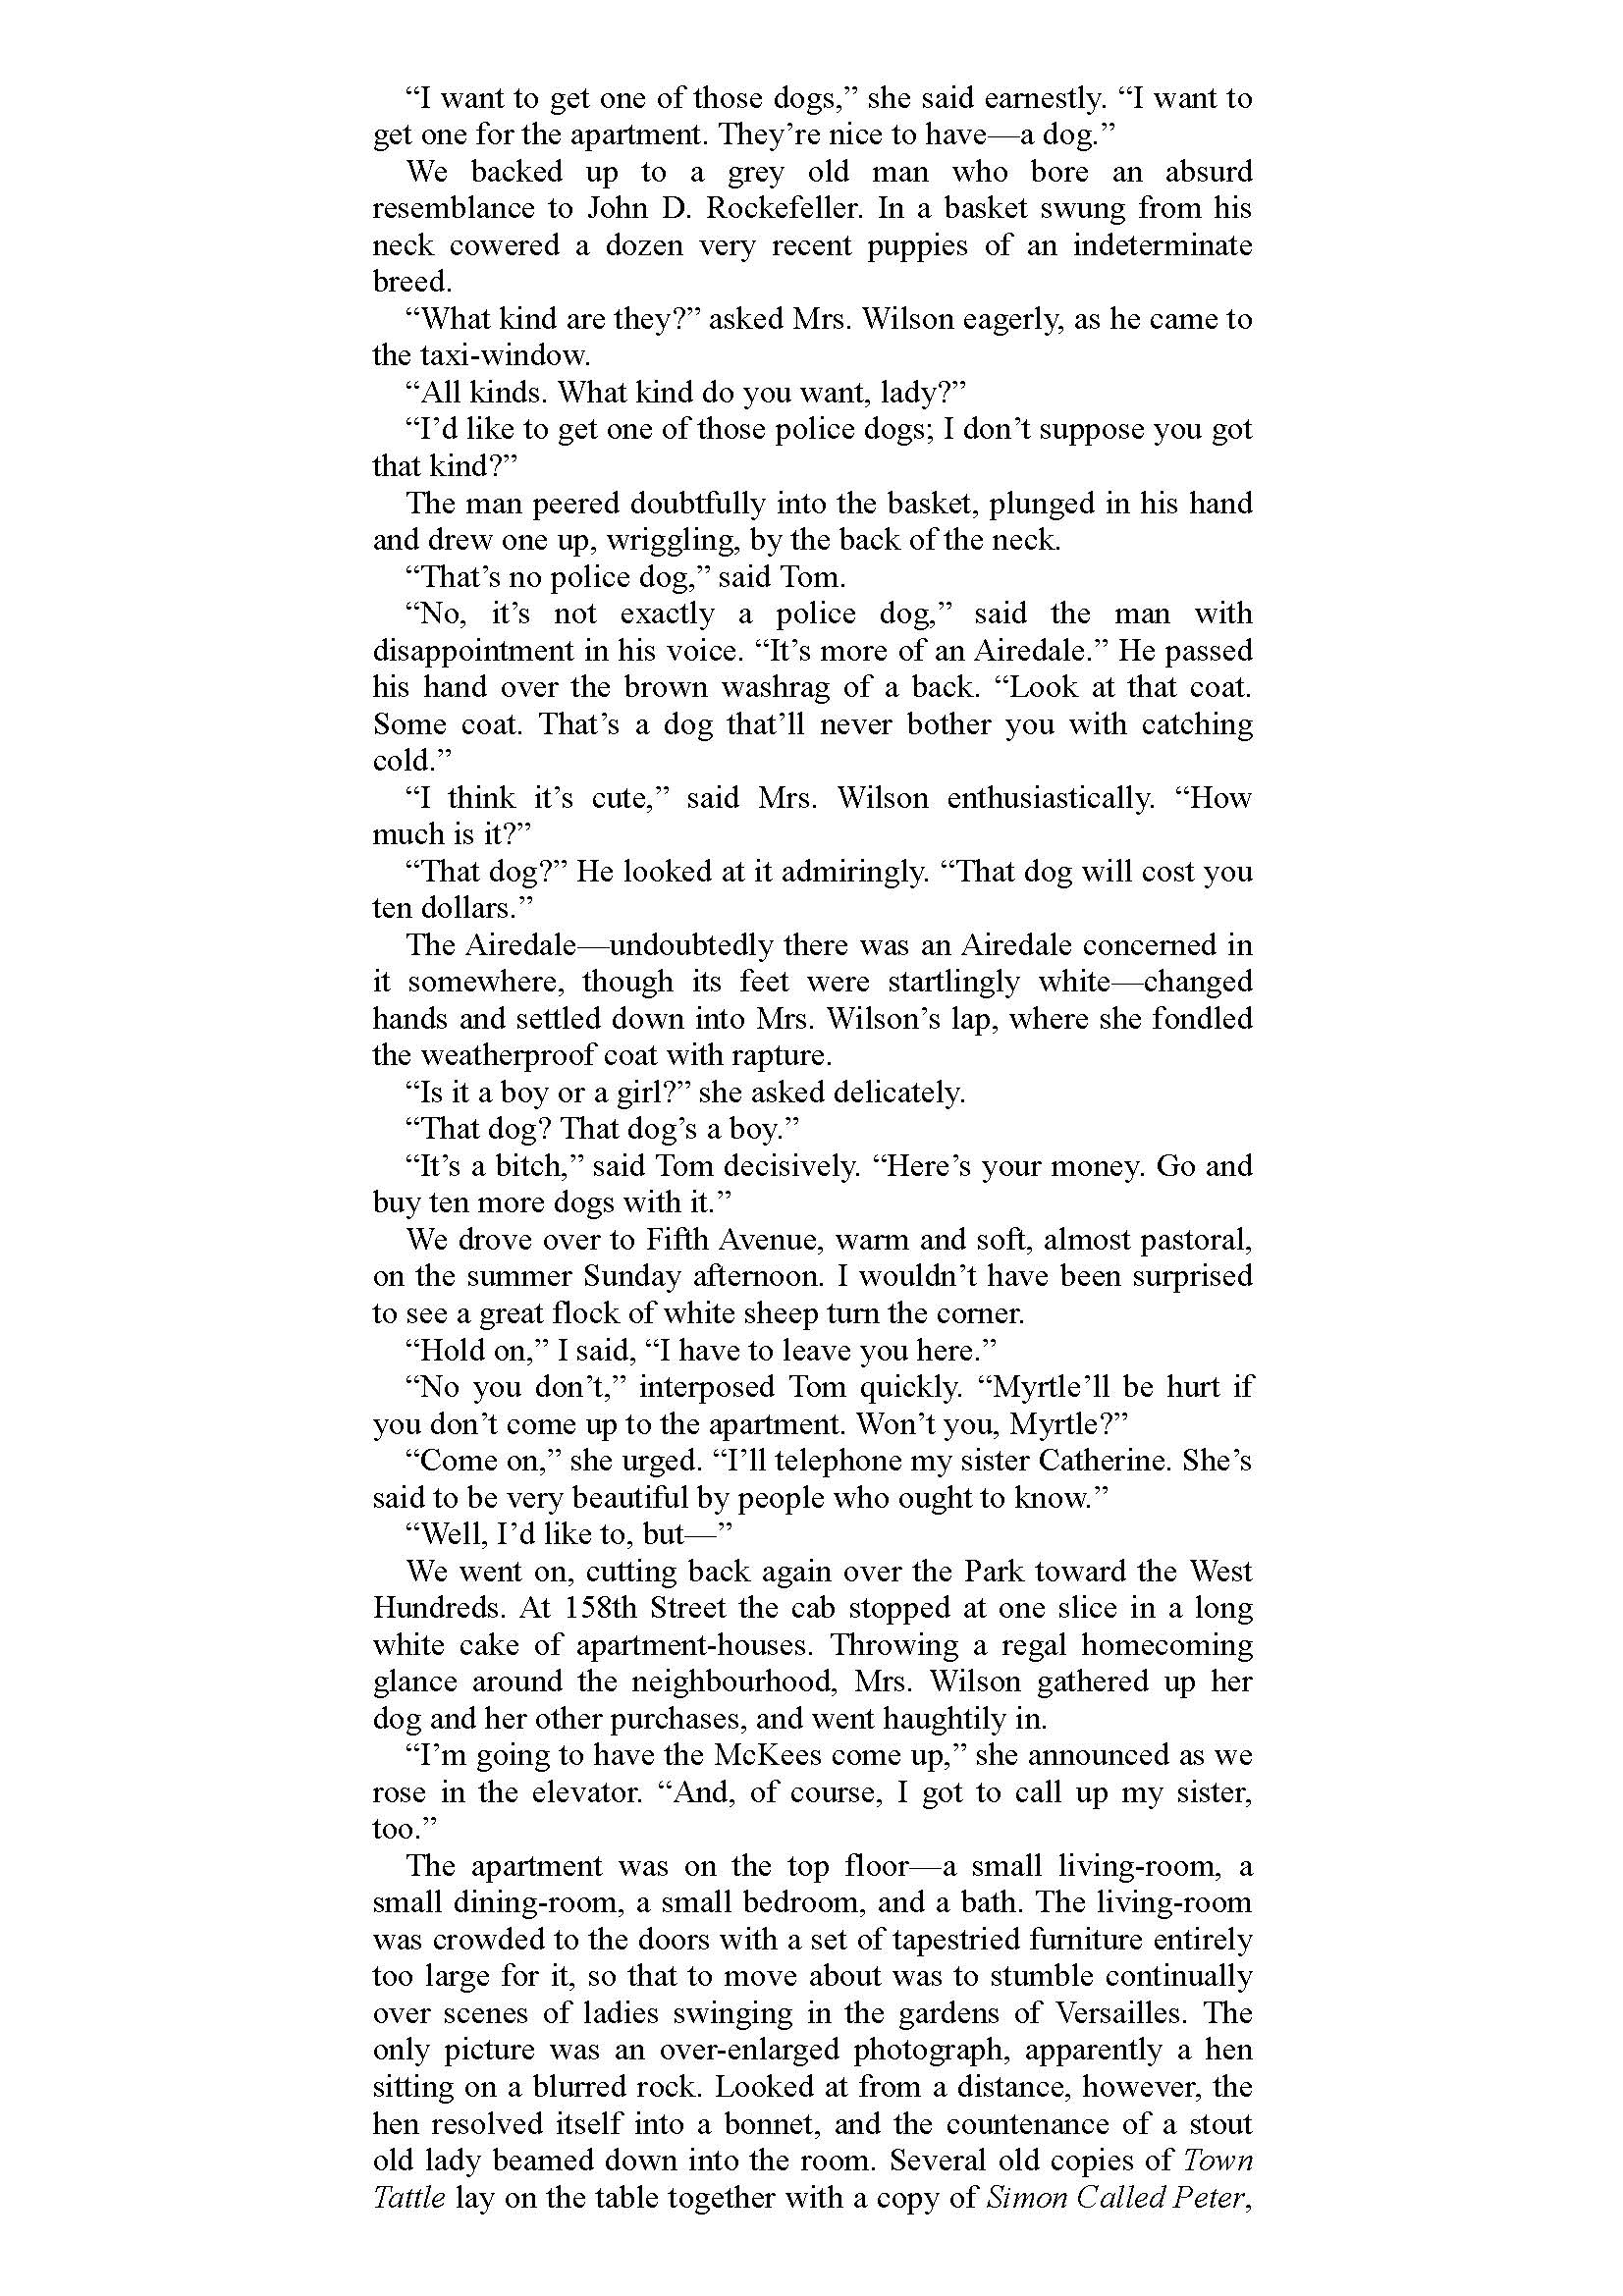 “I want to get one of those dogs,” she said earnestly. “I want to
get one for the apartment. They’re nice to have—a dog.”
We backed up to a grey old man who bore an absurd
resemblance to John D. Rockefeller. In a basket swung from his
neck cowered a dozen very recent puppies of an indeterminate
breed.
“What kind are they?” asked Mrs. Wilson eagerly, as he came to
the taxi-window.
“All kinds. What kind do you want, lady?”
“I’d like to get one of those police dogs; I don’t suppose you got
that kind?”
The man peered doubtfully into the basket, plunged in his hand
and drew one up, wriggling, by the back of the neck.
“That’s no police dog,” said Tom.
“No, it’s not exactly a police dog,” said the man with
disappointment in his voice. “It’s more of an Airedale.” He passed
his hand over the brown washrag of a back. “Look at that coat.
Some coat. That’s a dog that’ll never bother you with catching
cold.”
“I think it’s cute,” said Mrs. Wilson enthusiastically. “How
much is it?”
“That dog?” He looked at it admiringly. “That dog will cost you
ten dollars.”
The Airedale—undoubtedly there was an Airedale concerned in
it somewhere, though its feet were startlingly white—changed
hands and settled down into Mrs. Wilson’s lap, where she fondled
the weatherproof coat with rapture.
“Is it a boy or a girl?” she asked delicately.
“That dog? That dog’s a boy.”
“It’s a bitch,” said Tom decisively. “Here’s your money. Go and
buy ten more dogs with it.”
We drove over to Fifth Avenue, warm and soft, almost pastoral,
on the summer Sunday afternoon. I wouldn’t have been surprised
to see a great flock of white sheep turn the corner.
“Hold on,” I said, “I have to leave you here.”
“No you don’t,” interposed Tom quickly. “Myrtle’ll be hurt if
you don’t come up to the apartment. Won’t you, Myrtle?”
“Come on,” she urged. “I’ll telephone my sister Catherine. She’s
said to be very beautiful by people who ought to know.”
“Well, I’d like to, but—”
We went on, cutting back again over the Park toward the West
Hundreds. At 158th Street the cab stopped at one slice in a long
white cake of apartment-houses. Throwing a regal homecoming
glance around the neighbourhood, Mrs. Wilson gathered up her
dog and her other purchases, and went haughtily in.
“I’m going to have the McKees come up,” she announced as we
rose in the elevator. “And, of course, I got to call up my sister,
too.”
The apartment was on the top floor—a small living-room, a
small dining-room, a small bedroom, and a bath. The living-room
was crowded to the doors with a set of tapestried furniture entirely
too large for it, so that to move about was to stumble continually
over scenes of ladies swinging in the gardens of Versailles. The
only picture was an over-enlarged photograph, apparently a hen
sitting on a blurred rock. Looked at from a distance, however, the
hen resolved itself into a bonnet, and the countenance of a stout
old lady beamed down into the room. Several old copies of Town
Tattle lay on the table together with a copy of Simon Called Peter,